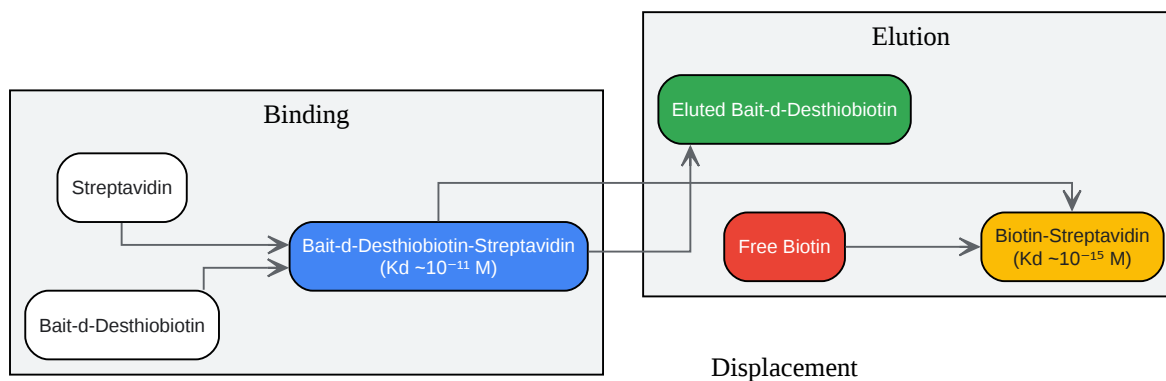 Binding
Streptavidin
Bait-d-Desthiobiotin
Bait-d-Desthiobiotin-Streptavidin
(Kd ~10⁻¹¹ M)
Elution
Eluted Bait-d-Desthiobiotin
Free Biotin
Biotin-Streptavidin
(Kd ~10⁻¹⁵ M)
Displacement